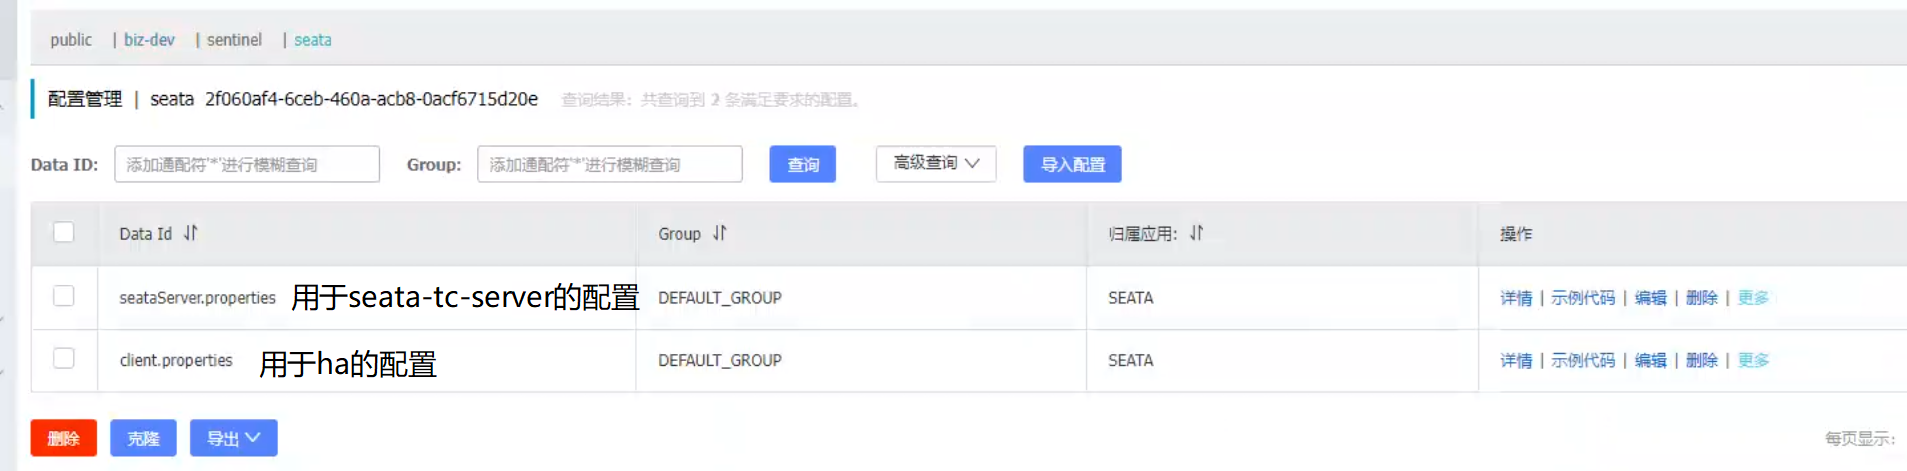 public | biz-dev | sentinel | seata
配置管理 | seata 2f060af4-6ceb-460a-acb8-0acf6715d20e 查询结果：共查询到 2 条满足要求的配置。
Data ID: 添加通配符'*'进行模糊查询 Group: 添加通配符'*'进行模糊查询 查询 高级查询 导入配置
Data Id Group 归属应用: 操作
seataServer.properties 用于seata-tc-server的配置 DEFAULT_GROUP SEATA 详情 | 示例代码 | 编辑 | 删除 | 更多
client.properties 用于ha的配置 DEFAULT_GROUP SEATA 详情 | 示例代码 | 编辑 | 删除 | 更多
删除 克隆 导出 每页显示: